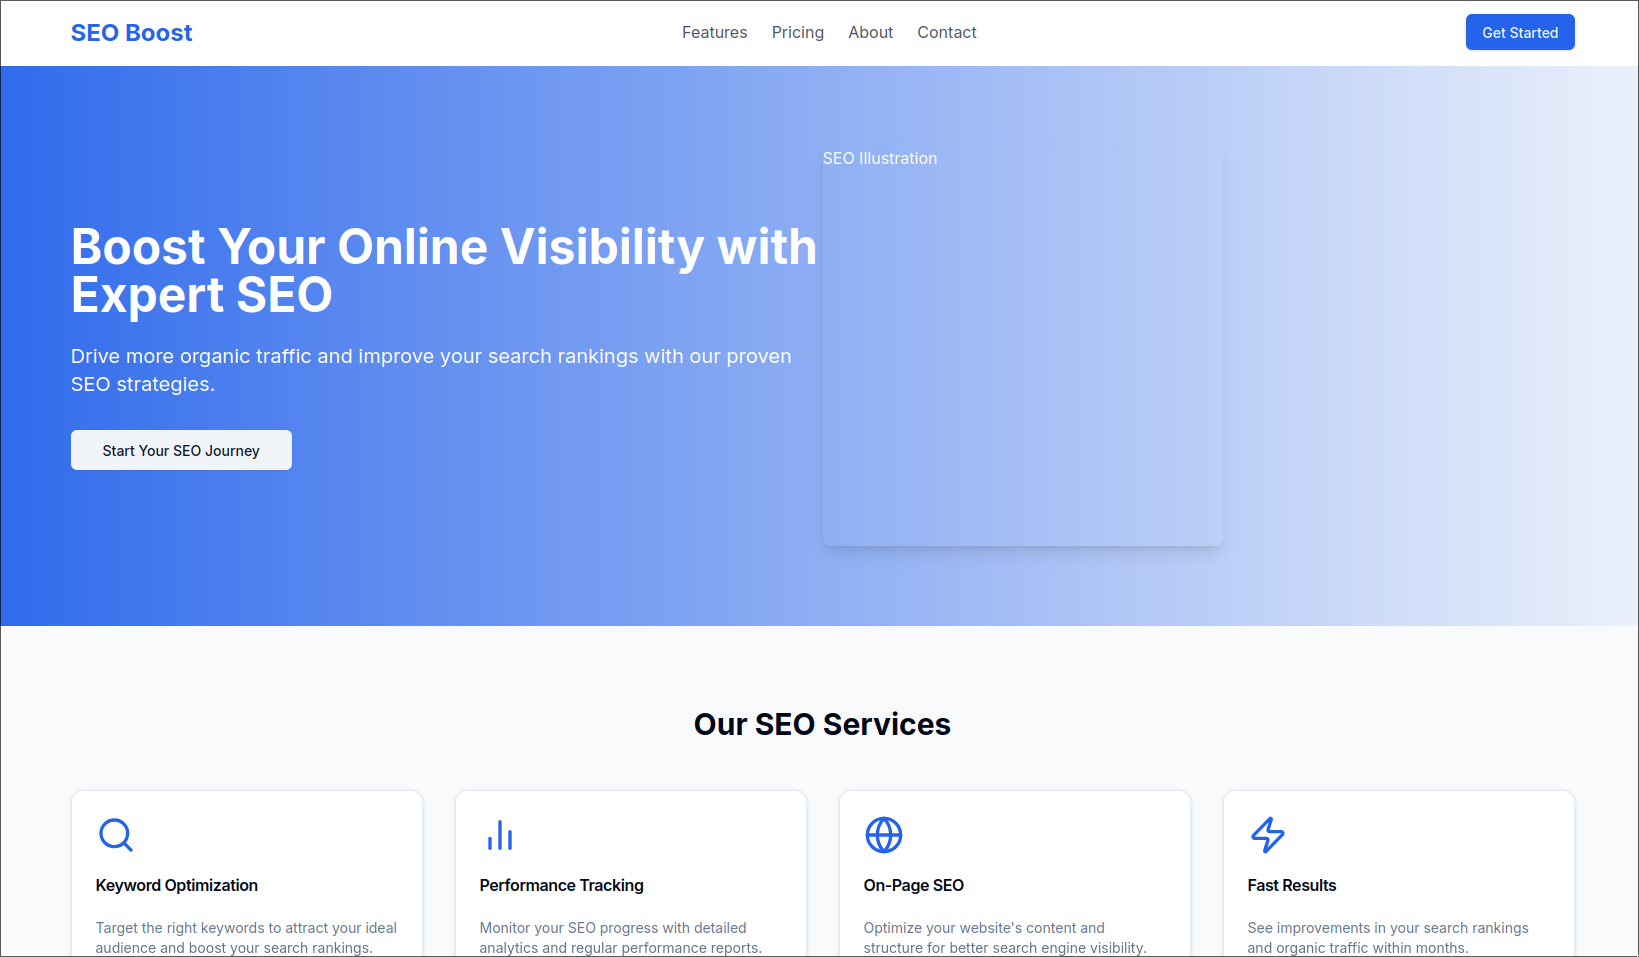 SEO Boost
Features
Pricing
About
Contact
Get Started
SEO Illustration
Boost Your Online Visibility with
Expert SEO
Drive more organic traffic and improve your search rankings with our proven
SEO strategies.
Start Your SEO Journey
Our SEO Services
Keyword Optimization
Target the right keywords to attract your ideal
audience and boost your search rankings.
Performance Tracking
Monitor your SEO progress with detailed
analytics and regular performance reports.
On-Page SEO
Optimize your website's content and
structure for better search engine visibility.
Fast Results
See improvements in your search rankings
and organic traffic within months.